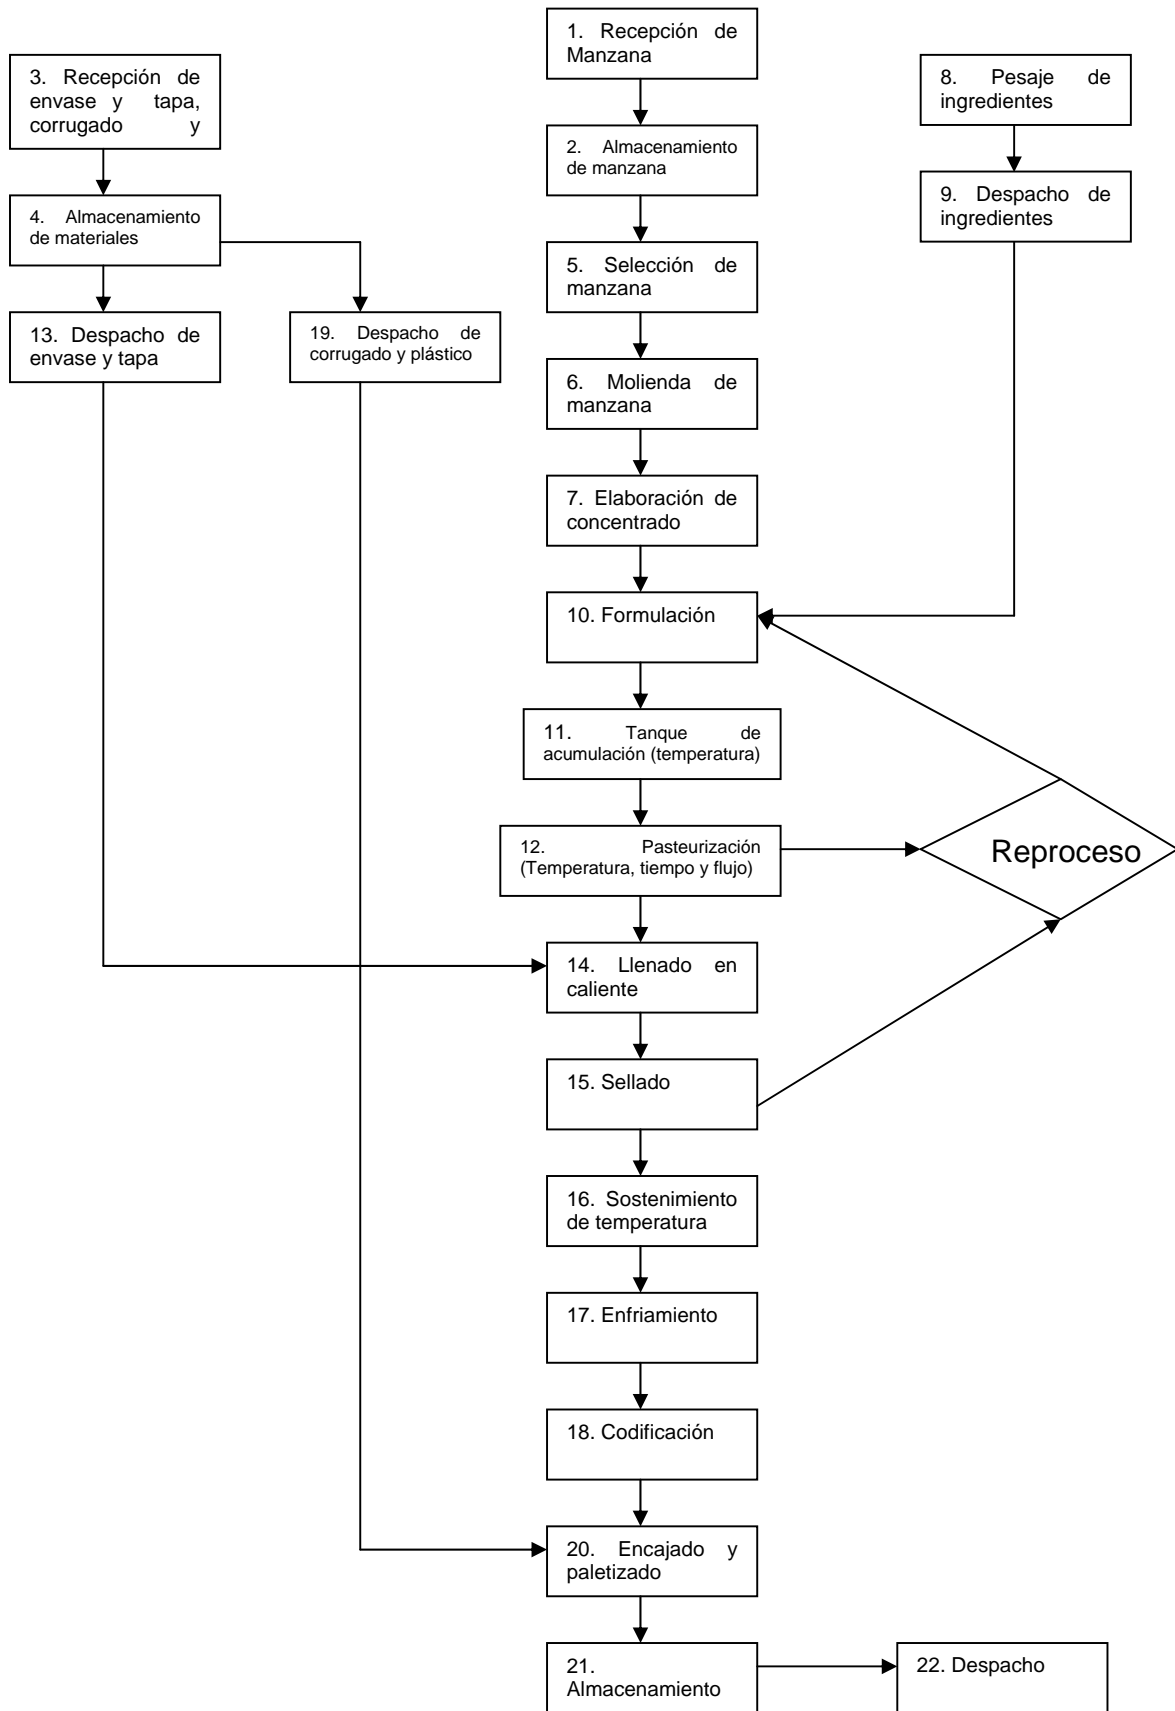 1. Recepción de
Manzana
3. Recepción de
envase y tapa,
corrugado y
8. Pesaje de
ingredientes
2. Almacenamiento
de manzana
4. Almacenamiento
de materiales
9. Despacho de
ingredientes
5. Selección de
manzana
13. Despacho de
envase y tapa
19. Despacho de
corrugado y plástico
6. Molienda de
manzana
7. Elaboración de
concentrado
10. Formulación
11. Tanque de
acumulación (temperatura)
12. Pasteurización
(Temperatura, tiempo y flujo)
Reproceso
14. Llenado en
caliente
15. Sellado
16. Sostenimiento
de temperatura
17. Enfriamiento
18. Codificación
20. Encajado y
paletizado
21.
Almacenamiento
22. Despacho